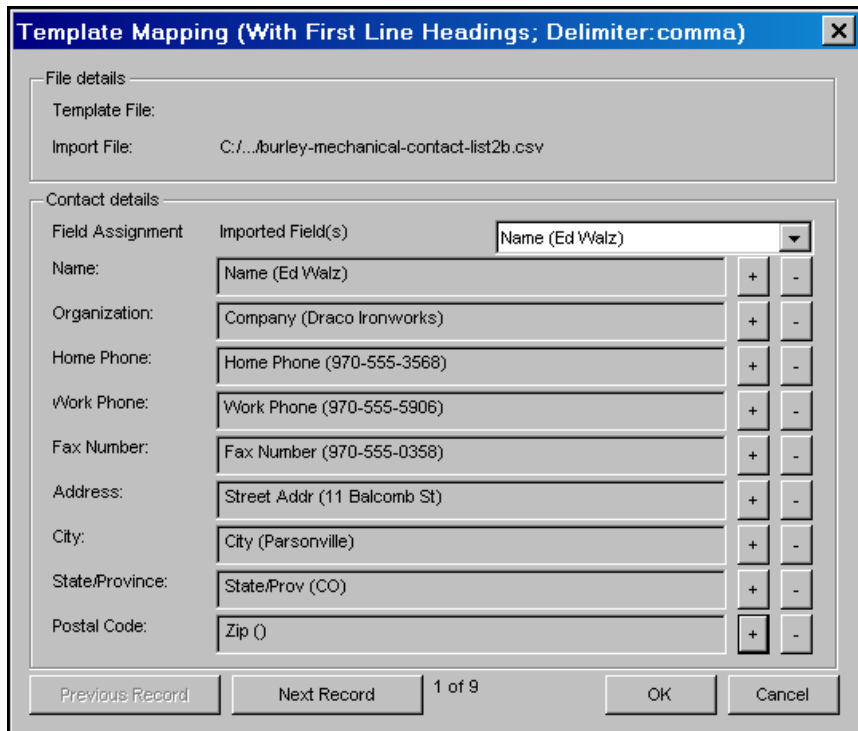 Template Mapping (With First Line Headings; Delimiter:comma)
File details
Template File:
Import File: C:/.../burley-mechanical-contact-list2b.csv
Contact details
Field Assignment Imported Field(s) Name (Ed Walz)
Name: Name (Ed Walz) + -
Organization: Company (Draco Ironworks) + -
Home Phone: Home Phone (970-555-3568) + -
Work Phone: Work Phone (970-555-5906) + -
Fax Number: Fax Number (970-555-0358) + -
Address: Street Addr (11 Balcomb St) + -
City: City (Parsonville) + -
State/Province: State/Prov (CO) + -
Postal Code: Zip () + -
Previous Record Next Record 1 of 9 OK Cancel